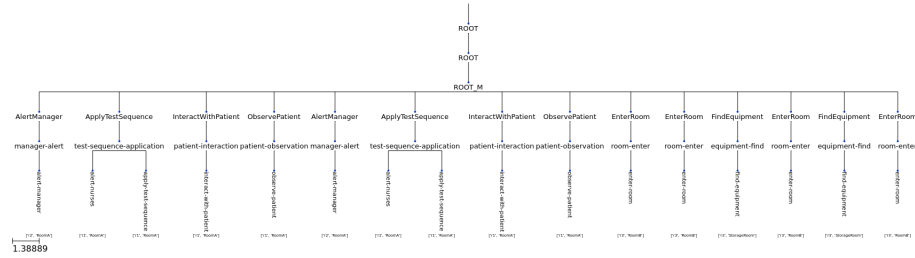 ROOT
ROOT
ROOT_M
AlertManager ApplyTestSequence InteractWithPatient ObservePatient AlertManager ApplyTestSequence InteractWithPatient ObservePatient EnterRoom EnterRoom FindEquipment EnterRoom FindEquipment EnterRoom
manager-alert test-sequence-application patient-interaction patient-observation manager-alert test-sequence-application patient-interaction patient-observation room-enter room-enter equipment-find room-enter equipment-find room-enter
alert-manager alert-nurses apply-test-sequence interact-with-patient observe-patient alert-manager alert-nurses apply-test-sequence interact-with-patient observe-patient enter-room enter-room find-equipment enter-room find-equipment enter-room
1.38889